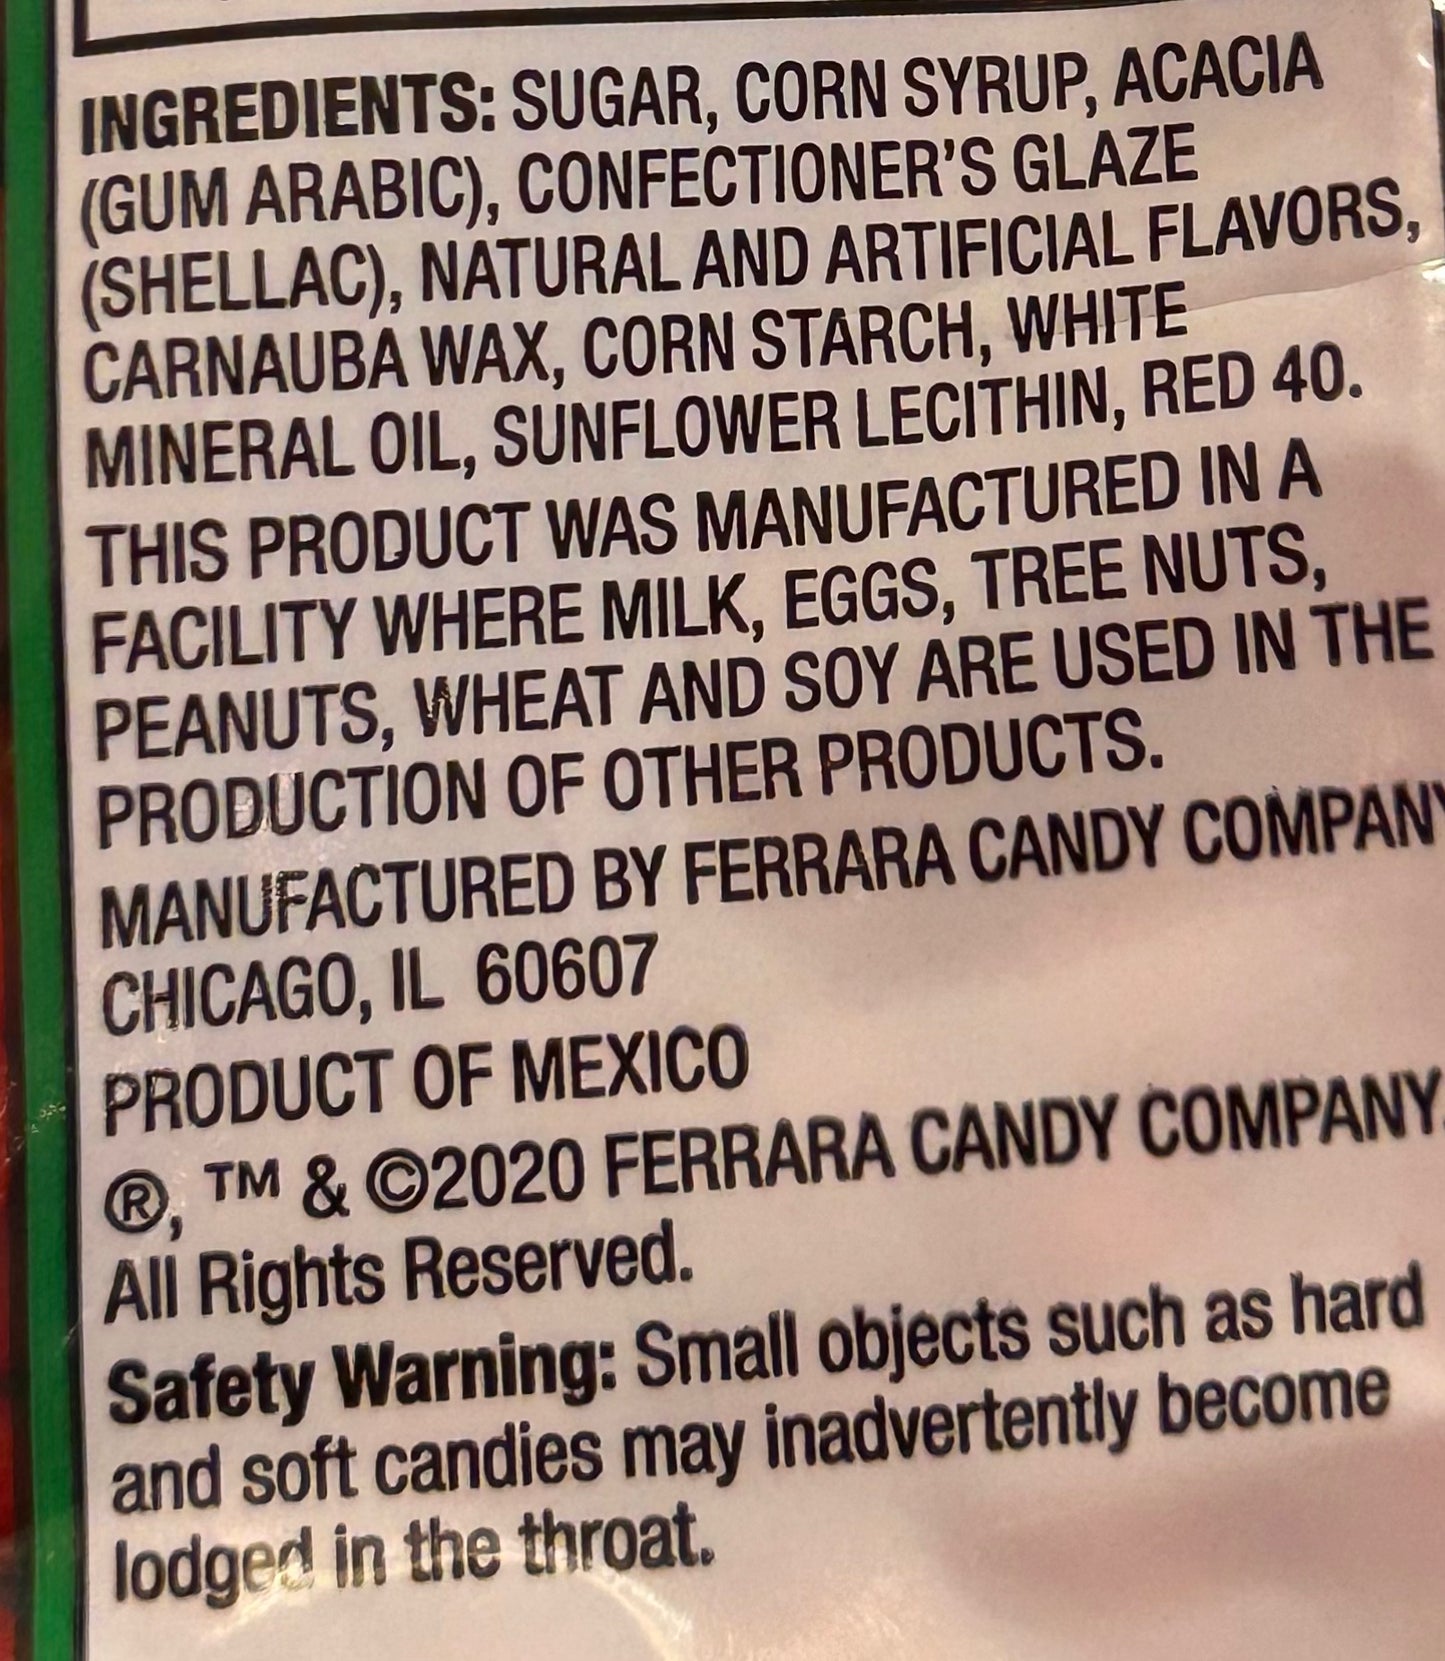 INGREDIENTS: SUGAR, CORN SYRUP, ACACIA
(GUM ARABIC), CONFECTIONER'S GLAZE
(SHELLAC), NATURAL AND ARTIFICIAL FLAVORS,
CARNAUBA WAX, CORN STARCH, WHITE
MINERAL OIL, SUNFLOWER LECITHIN, RED 40.
THIS PRODUCT WAS MANUFACTURED IN A
FACILITY WHERE MILK, EGGS, TREE NUTS,
PEANUTS, WHEAT AND SOY ARE USED IN THE
PRODUCTION OF OTHER PRODUCTS.
MANUFACTURED BY FERRARA CANDY COMPANY
CHICAGO, IL 60607
PRODUCT OF MEXICO
®, ™ & ©2020 FERRARA CANDY COMPANY.
All Rights Reserved.
Safety Warning: Small objects such as hard
and soft candies may inadvertently become
lodged in the throat.